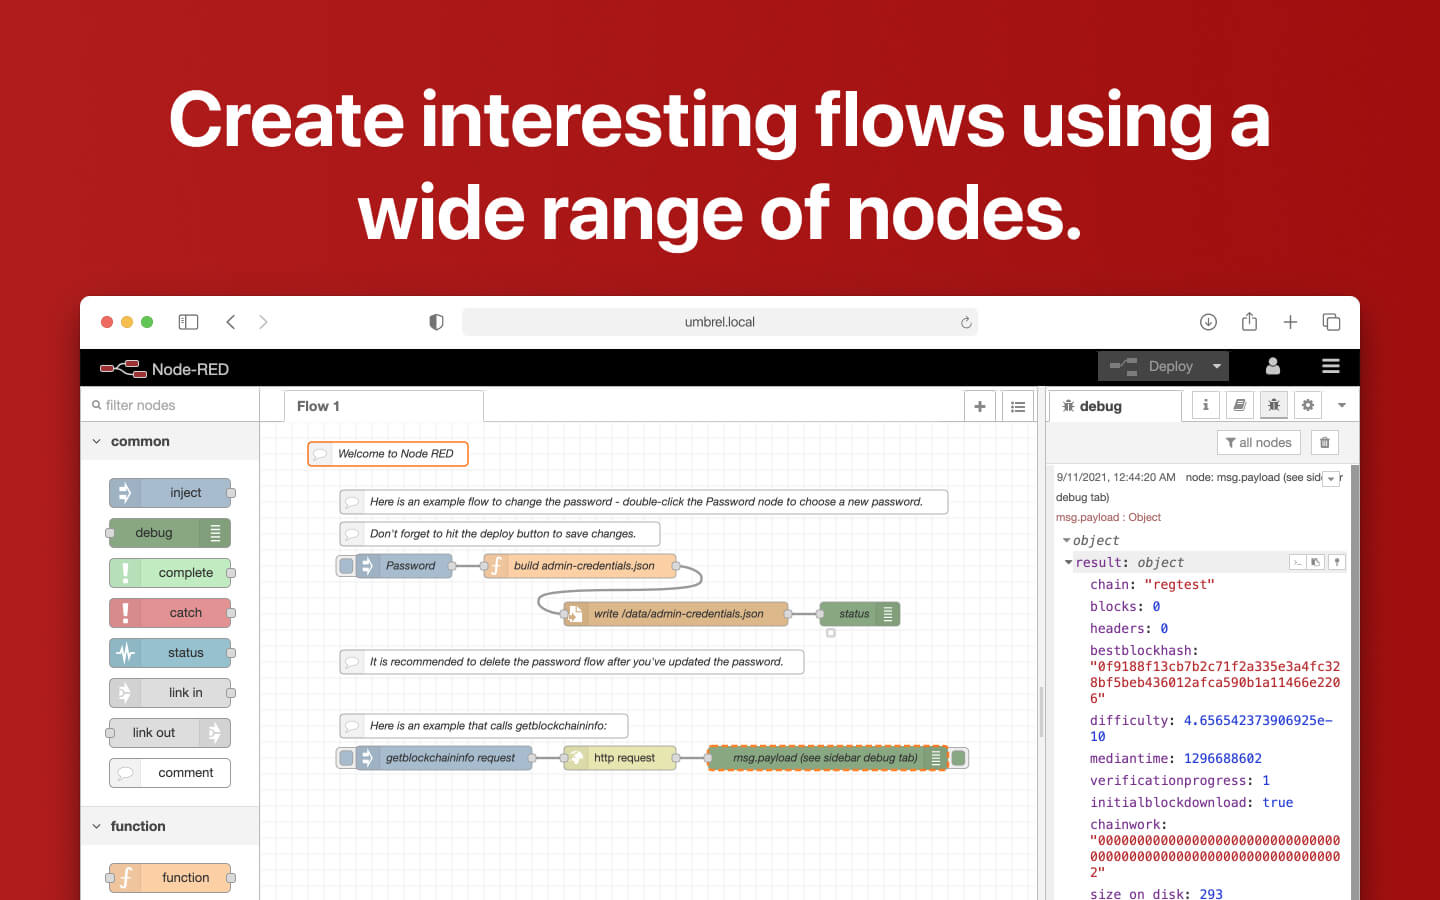 Create interesting flows using a
wide range of nodes.
umbrel.local
Node-RED
Deploy
filter nodes
Flow 1
debug
common
all nodes
inject
debug
complete
catch
status
link in
link out
comment
function
function
Welcome to Node RED
Here is an example flow to change the password - double-click the Password node to choose a new password.
Don't forget to hit the deploy button to save changes.
Password
build admin-credentials.json
write /data/admin-credentials.json
status
It is recommended to delete the password flow after you've updated the password.
Here is an example that calls getblockchaininfo:
getblockchaininfo request
http request
msg.payload (see sidebar debug tab)
9/11/2021, 12:44:20 AM node: msg.payload (see sid
debug tab)
msg.payload : Object
object
result: object
chain: "regtest"
blocks: 0
headers: 0
bestblockhash:
"0f9188f13cb7b2c71f2a335e3a4fc32
8bf5beb436012afca590b1a11466e220
6"
difficulty: 4.656542373906925e-
10
mediantime: 1296688602
verificationprogress: 1
initialblockdownload: true
chainwork:
"0000000000000000000000000000000
00000000000000000000000000000000
2"
size_on_disk: 293